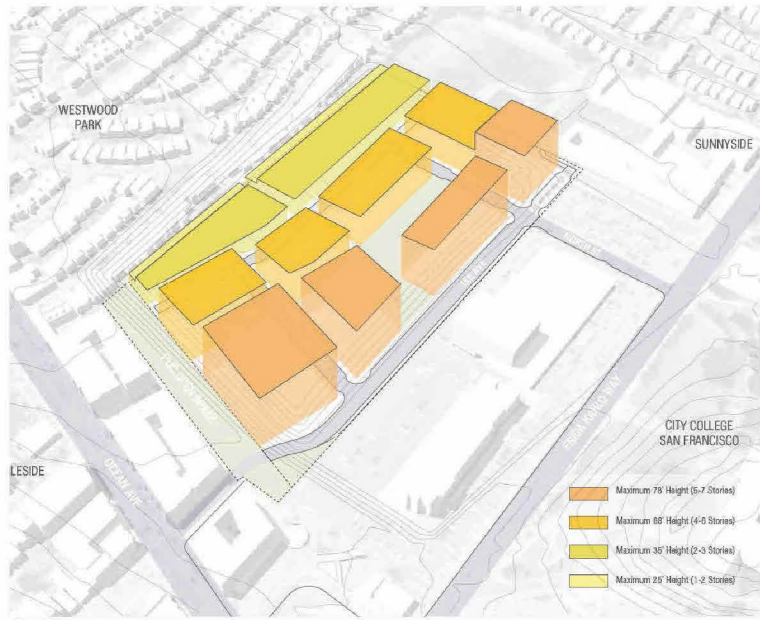 WESTWOOD
PARK
SUNNYSIDE
CITY COLLEGE
SAN FRANCISCO
LESIDE
OCEAN AVE
Maximum 78' Height (5-7 Stories)
Maximum 68' Height (4-6 Stories)
Maximum 35' Height (2-3 Stories)
Maximum 25' Height (1-2 Stories)